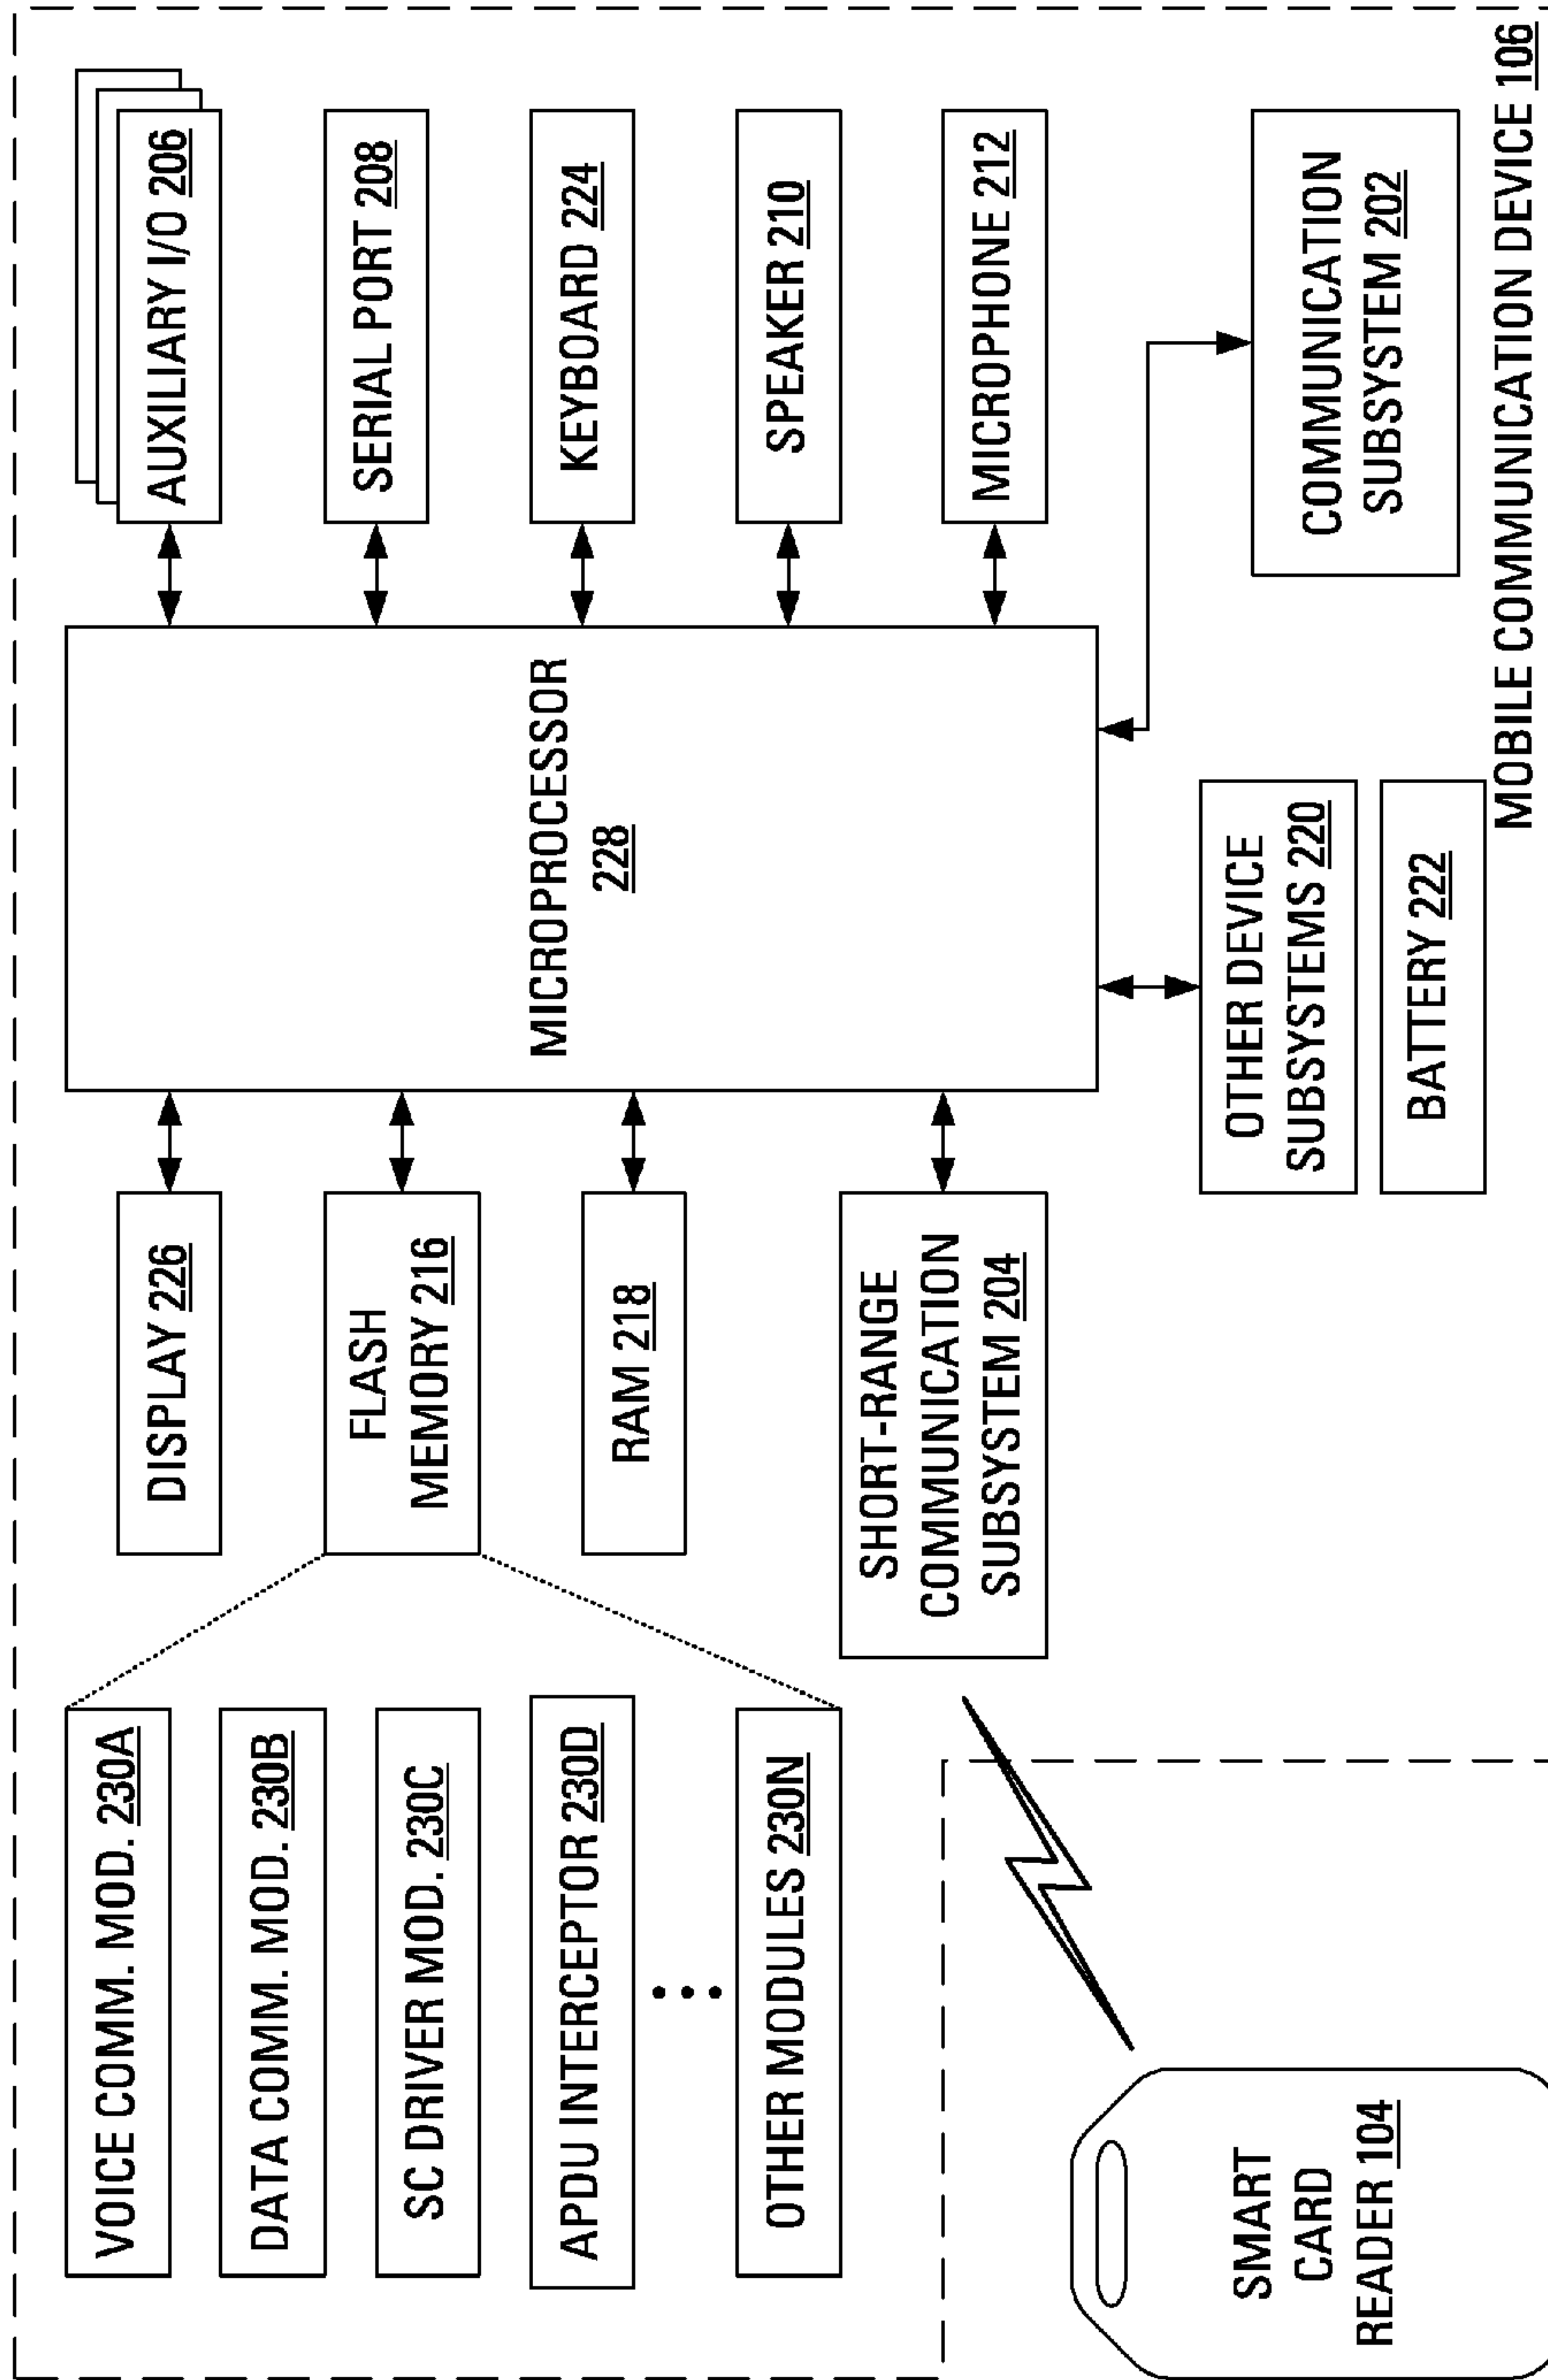 VOICE COMM. MOD. 230A
DATA COMM. MOD. 230B
SC DRIVER MOD. 230C
APDU INTERCEPTOR 230D
OTHER MODULES 230N
SMART
CARD
READER 104
DISPLAY 226
FLASH
MEMORY 216
RAM 218
SHORT-RANGE
COMMUNICATION
SUBSYSTEM 204
MICROPROCESSOR
228
OTHER DEVICE
SUBSYSTEMS 220
BATTERY 222
AUXILIARY I/O 206
SERIAL PORT 208
KEYBOARD 224
SPEAKER 210
MICROPHONE 212
COMMUNICATION
SUBSYSTEM 202
MOBILE COMMUNICATION DEVICE 106